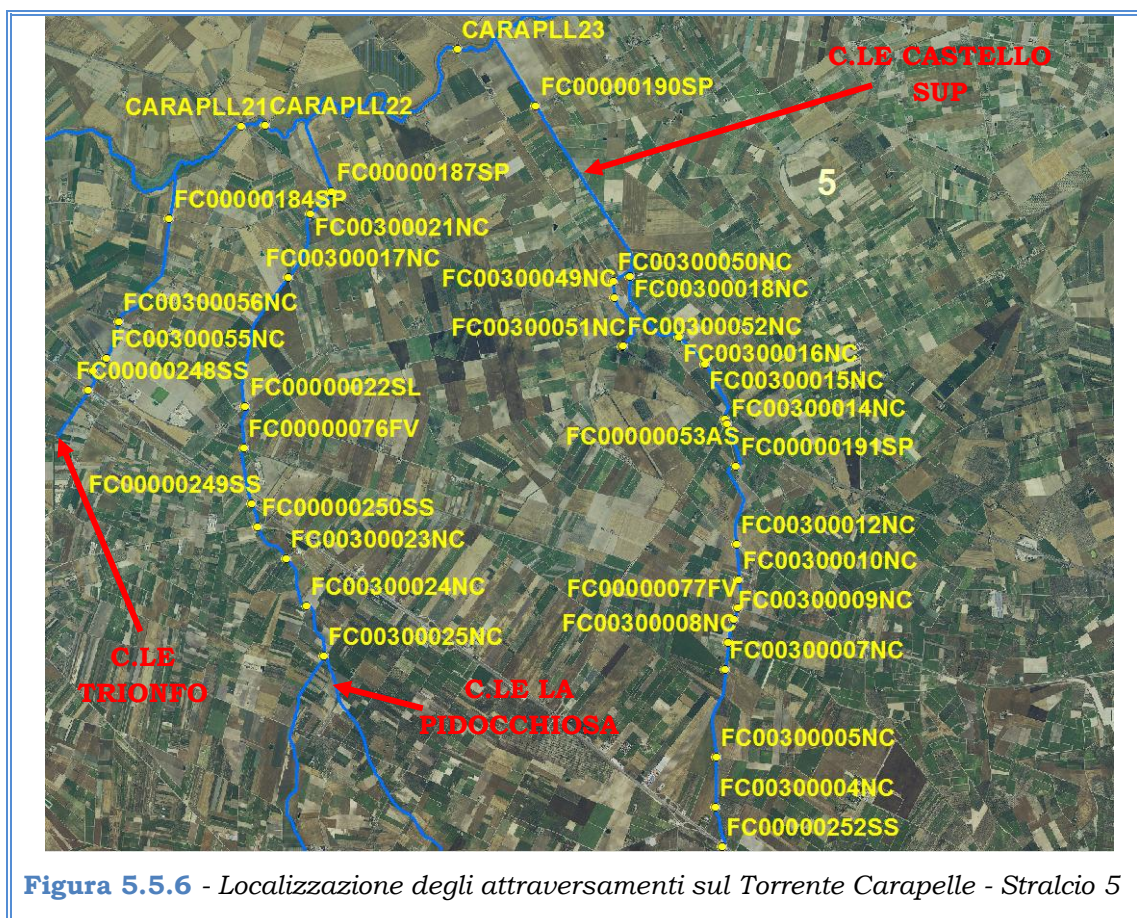 CARAPLL23
C.LE CASTELLO
SUP
FC00000190SP
CARAPLL21
CARAPLL22
FC00000187SP
5
FC00000184SP
FC00300021NC
FC00300017NC
FC00300050NC
FC00300049NC
FC00300018NC
FC00300056NC
FC00300051NC
FC00300052NC
FC00300055NC
FC00300016NC
FC00000248SS
FC00300015NC
FC00000022SL
FC00300014NC
FC00000076FV
FC00000053AS
FC00000191SP
FC00000249SS
FC00000250SS
FC00300012NC
FC00300023NC
FC00300010NC
FC00000077FV
FC00300024NC
FC00300009NC
FC00300008NC
FC00300025NC
FC00300007NC
C.LE
TRIONFO
C.LE LA
PIDOCCHIOSA
FC00300005NC
FC00300004NC
FC00000252SS
Figura 5.5.6 - Localizzazione degli attraversamenti sul Torrente Carapelle - Stralcio 5